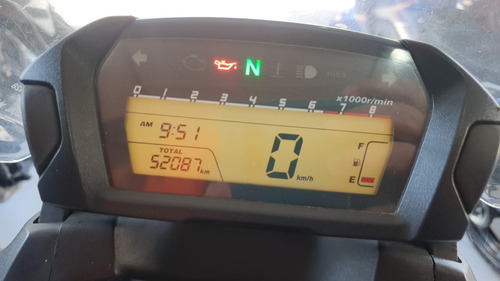 N
0 1 2 3 4 5 6 7 8
x1000r/min
AM 9:51
TOTAL
52087 km
0 km/h
F
E